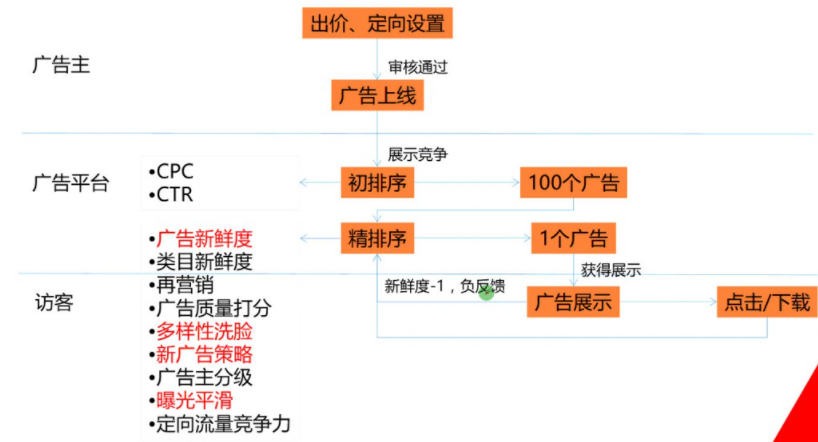 出价、定向设置
广告主
审核通过
广告上线
展示竞争
广告平台
•CPC
•CTR
初排序
100个广告
•广告新鲜度
精排序
1个广告
•类目新鲜度
•再营销
获得展示
新鲜度-1，负反馈
访客
•广告质量打分
广告展示
点击/下载
•多样性洗脸
•新广告策略
•广告主分级
•曝光平滑
•定向流量竞争力